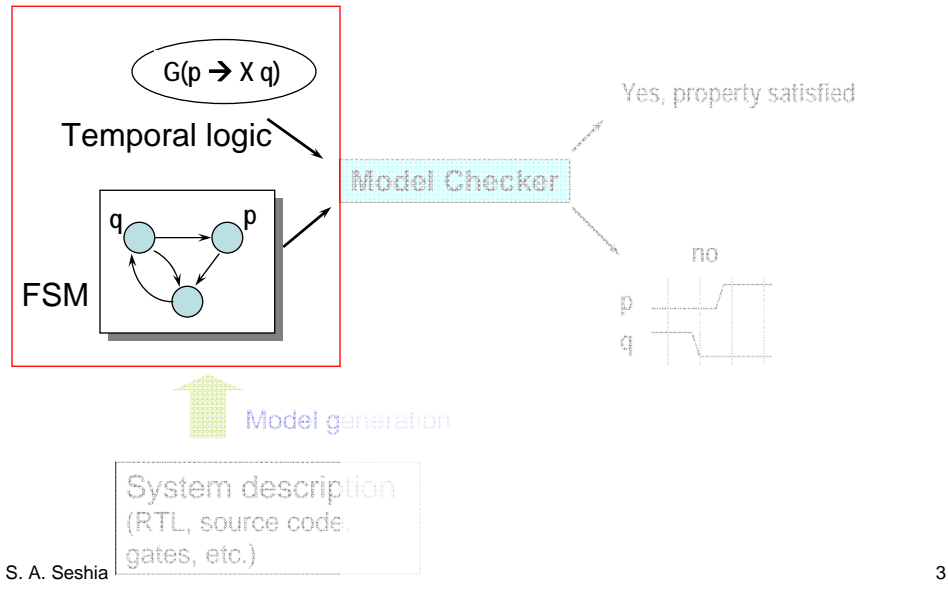 G(p → X q)
Temporal logic
Yes, property satisfied
Model Checker
q p
FSM
no
p
q
Model generation
System description
(RTL, source code,
gates, etc.)
S. A. Seshia
3